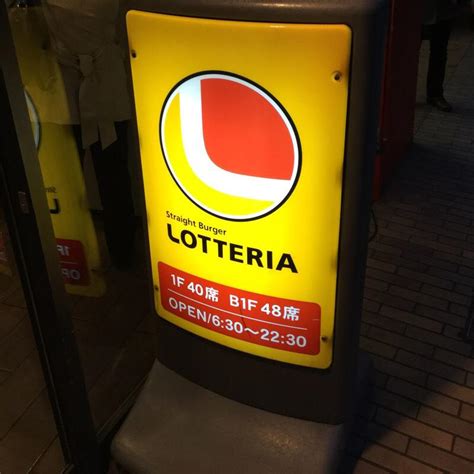 Straight Burger
LOTTERIA
1F 40席 B1F 48席
OPEN/6:30～22:30